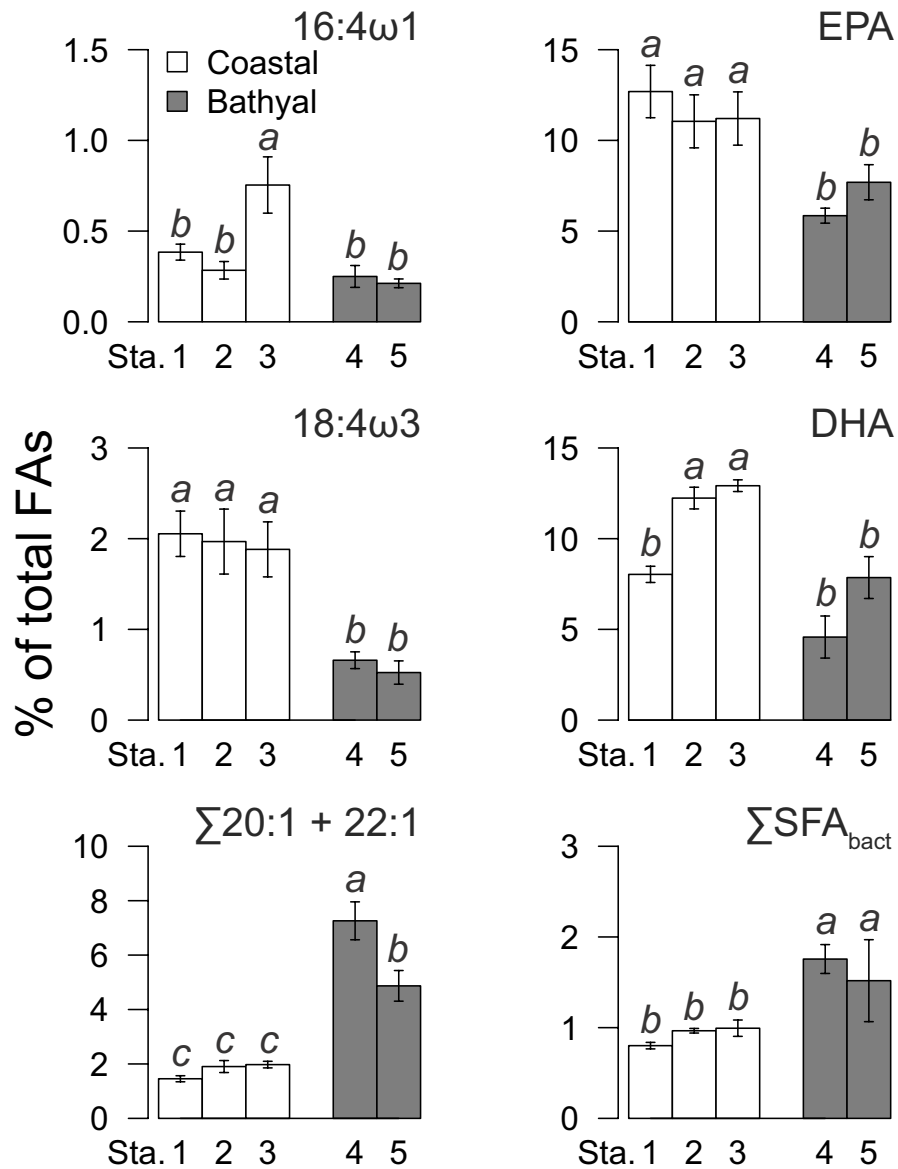 16:4ω1
1.5
1.0
0.5
0.0
Coastal
Bathyal
b
b
a
b
b
Sta. 1 2 3 4 5
EPA
15
10
5
0
a
a
a
b
b
Sta. 1 2 3 4 5
% of total FAs
18:4ω3
3
2
1
0
a
a
a
b
b
Sta. 1 2 3 4 5
DHA
15
10
5
0
b
a
a
b
b
Sta. 1 2 3 4 5
∑20:1 + 22:1
10
8
6
4
2
0
c
c
c
a
b
Sta. 1 2 3 4 5
∑SFAbact
3
2
1
0
b
b
b
a
a
Sta. 1 2 3 4 5